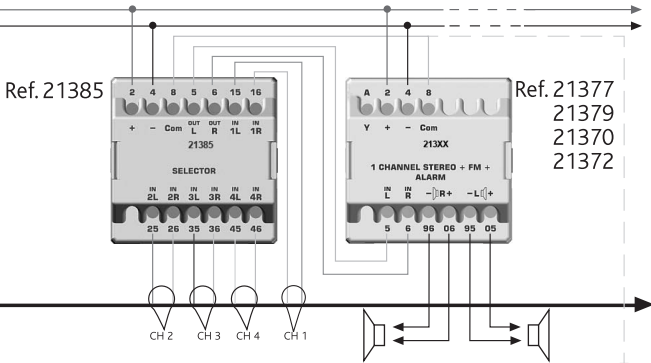 Ref. 21385
2 4 8 5 6 15 16
+ − Com OUT L OUT R IN 1L IN 1R
21385
SELECTOR
IN 2L IN 2R IN 3L IN 3R IN 4L IN 4R
25 26 35 36 45 46
A 2 4 8
Y + − Com
213XX
1 CHANNEL STEREO + FM +
ALARM
IN L IN R − R + − L +
5 6 96 06 95 05
Ref. 21377
21379
21370
21372
CH 2 CH 3 CH 4 CH 1